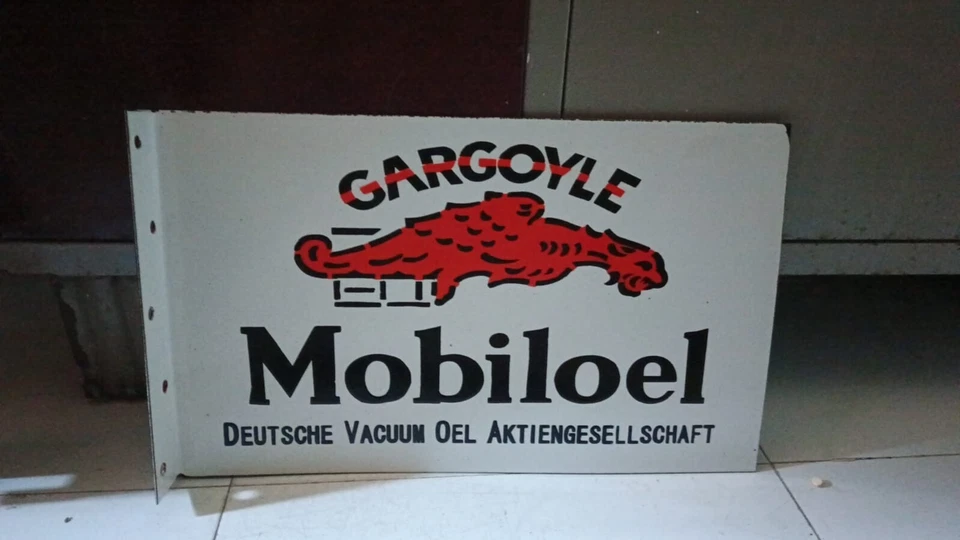 GARGOYLE
Mobiloel
DEUTSCHE VACUUM OEL AKTIENGESELLSCHAFT